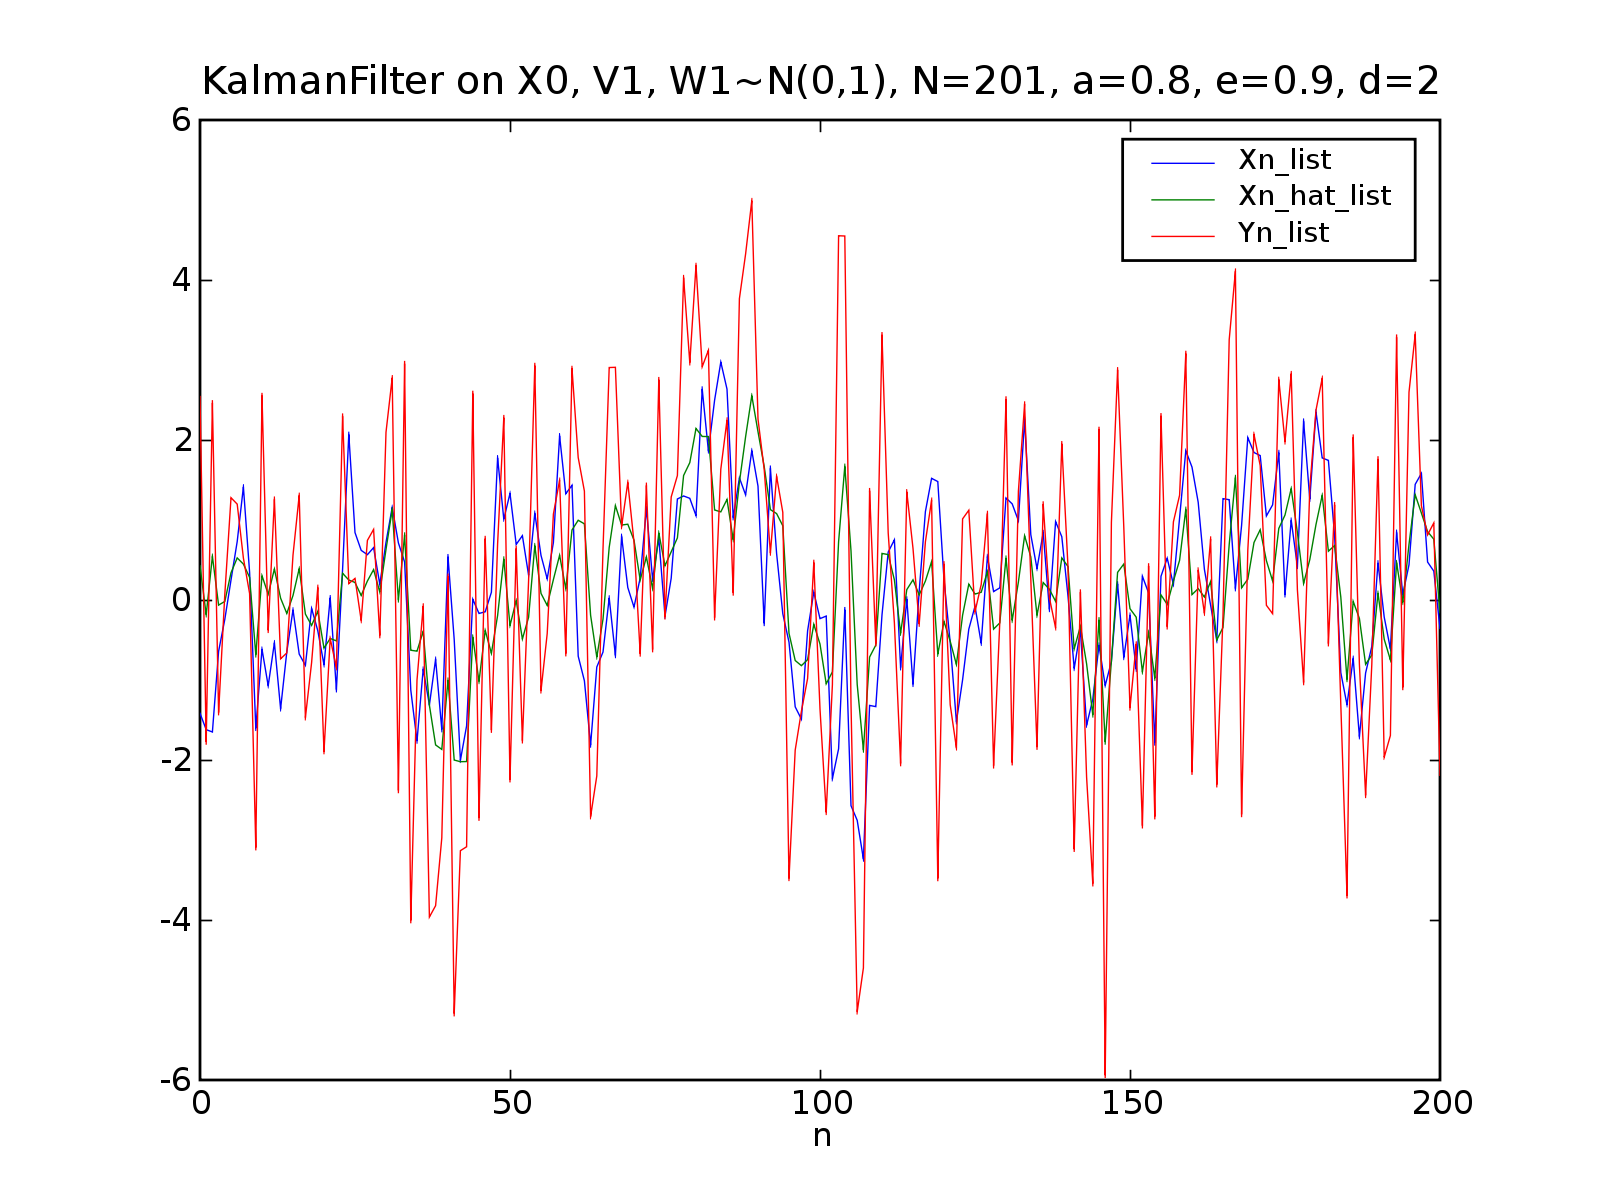 KalmanFilter on X0, V1, W1~N(0,1), N=201, a=0.8, e=0.9, d=2
6
4
2
0
-2
-4
-6
Xn_list
Xn_hat_list
Yn_list
0 50 100 150 200
n